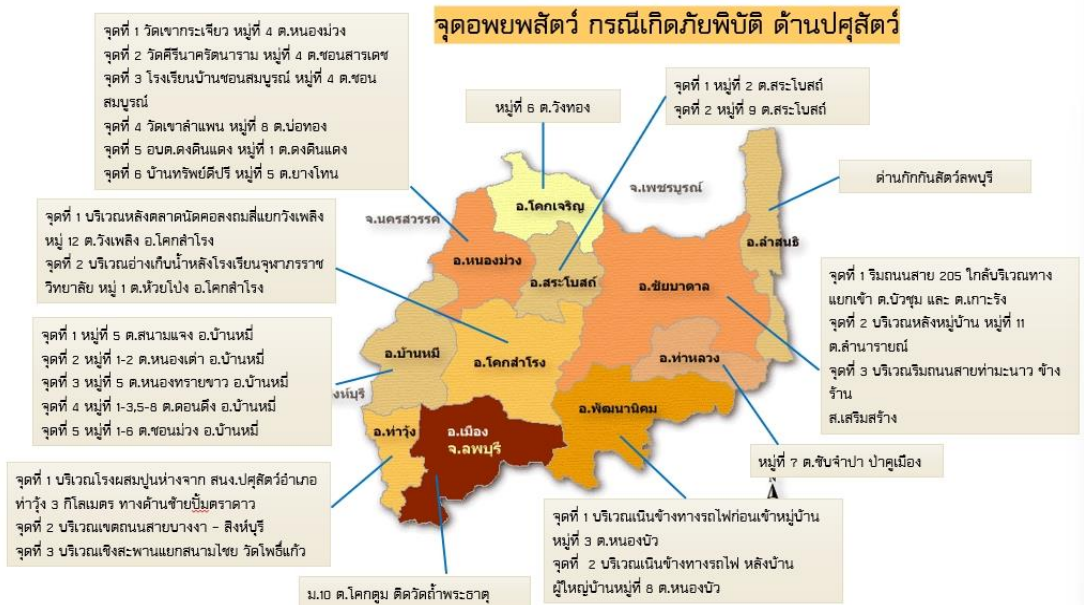 จุดอพยพสัตว์ กรณีเกิดภัยพิบัติ ด้านปศุสัตว์
จุดที่ 1 วัดเขากระเจียว หมู่ที่ 4 ต.หนองม่วง
จุดที่ 2 วัดคีรีนาครัตนาราม หมู่ที่ 4 ต.ชอนสารเดช
จุดที่ 3 โรงเรียนบ้านชอนสมบูรณ์ หมู่ที่ 4 ต.ชอน
สมบูรณ์
จุดที่ 4 วัดเขาลำแพน หมู่ที่ 8 ต.บ่อทอง
จุดที่ 5 อบต.ดงดินแดง หมู่ที่ 1 ต.ดงดินแดง
จุดที่ 6 บ้านทรัพย์ดีปรี หมู่ที่ 5 ต.ยางโทน
หมู่ที่ 6 ต.วังทอง
จุดที่ 1 หมู่ที่ 2 ต.สระโบสถ์
จุดที่ 2 หมู่ที่ 9 ต.สระโบสถ์
ด่านกักกันสัตว์ลพบุรี
จ.เพชรบูรณ์
จ.นครสวรรค์
อ.โคกเจริญ
อ.ลำสนธิ
อ.หนองม่วง
อ.สระโบสถ์
อ.ชัยบาดาล
จุดที่ 1 บริเวณหลังตลาดนัดคลองถมสี่แยกวังเพลิง
หมู่ 12 ต.วังเพลิง อ.โคกสำโรง
จุดที่ 2 บริเวณอ่างเก็บน้ำหลังโรงเรียนจุฬาภรราช
วิทยาลัย หมู่ 1 ต.ห้วยโป่ง อ.โคกสำโรง
จุดที่ 1 ริมถนนสาย 205 ใกล้บริเวณทาง
แยกเข้า ต.บัวชุม และ ต.เกาะรัง
จุดที่ 2 บริเวณหลังหมู่บ้าน หมู่ที่ 11
ต.ลำนารายณ์
จุดที่ 3 บริเวณริมถนนสายท่ามะนาว ข้าง
ร้าน
ส.เสริมสร้าง
จุดที่ 1 หมู่ที่ 5 ต.สนามแจง อ.บ้านหมี่
จุดที่ 2 หมู่ที่ 1-2 ต.หนองเต่า อ.บ้านหมี่
จุดที่ 3 หมู่ที่ 5 ต.หนองทรายขาว อ.บ้านหมี่
จุดที่ 4 หมู่ที่ 1-3,5-8 ต.ดอนดึง อ.บ้านหมี่
จุดที่ 5 หมู่ที่ 1-6 ต.ชอนม่วง อ.บ้านหมี่
อ.บ้านหมี่
อ.โคกสำโรง
อ.ท่าหลวง
งห์บุรี
อ.พัฒนานิคม
อ.ท่าวุ้ง
อ.เมือง
จ.ลพบุรี
หมู่ที่ 7 ต.ซับจำปา ป่าคูเมือง
จุดที่ 1 บริเวณโรงผสมปูนห่างจาก สนง.ปศุสัตว์อำเภอ
ท่าวุ้ง 3 กิโลเมตร ทางด้านซ้ายปั้มตราดาว
จุดที่ 2 บริเวณเขตถนนสายบางงา - สิงห์บุรี
จุดที่ 3 บริเวณเชิงสะพานแยกสนามไชย วัดโพธิ์แก้ว
จุดที่ 1 บริเวณเนินข้างทางรถไฟก่อนเข้าหมู่บ้าน
หมู่ที่ 3 ต.หนองบัว
จุดที่ 2 บริเวณเนินข้างทางรถไฟ หลังบ้าน
ผู้ใหญ่บ้านหมู่ที่ 8 ต.หนองบัว
ม.10 ต.โคกตูม ติดวัดถ้ำพระธาตุ